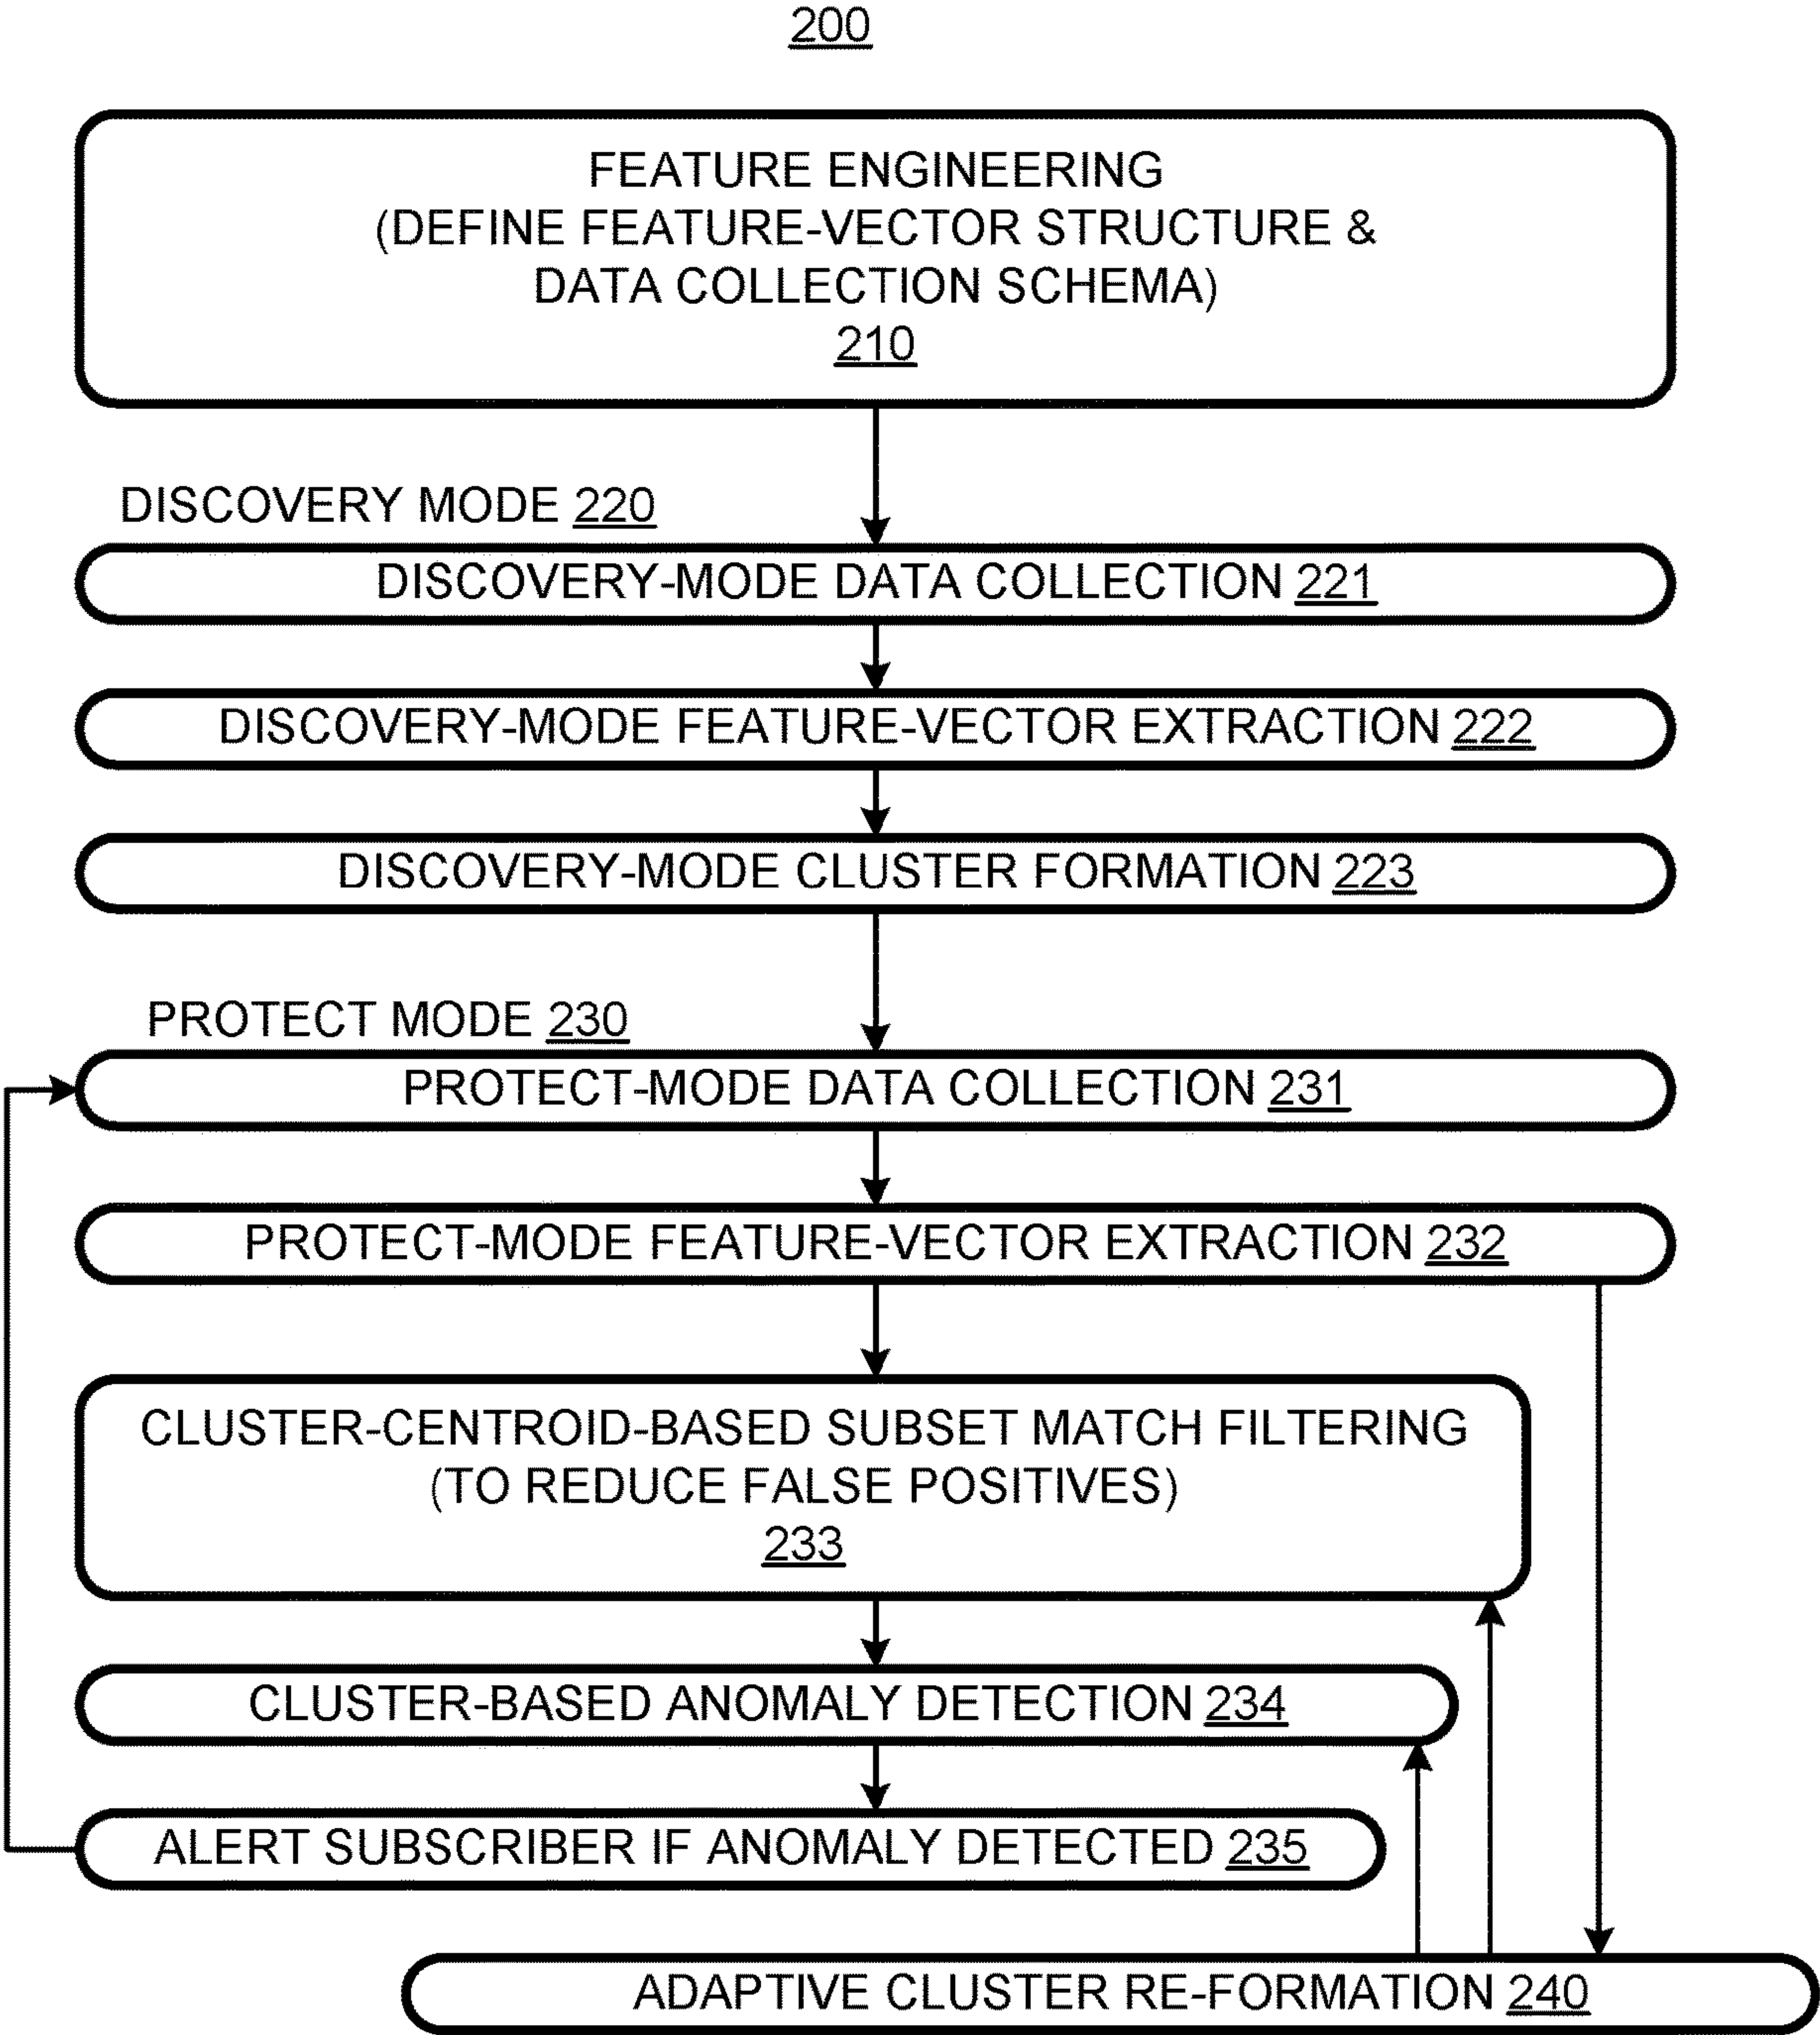 200
FEATURE ENGINEERING
(DEFINE FEATURE-VECTOR STRUCTURE &
DATA COLLECTION SCHEMA)
210
DISCOVERY MODE 220
DISCOVERY-MODE DATA COLLECTION 221
DISCOVERY-MODE FEATURE-VECTOR EXTRACTION 222
DISCOVERY-MODE CLUSTER FORMATION 223
PROTECT MODE 230
PROTECT-MODE DATA COLLECTION 231
PROTECT-MODE FEATURE-VECTOR EXTRACTION 232
CLUSTER-CENTROID-BASED SUBSET MATCH FILTERING
(TO REDUCE FALSE POSITIVES)
233
CLUSTER-BASED ANOMALY DETECTION 234
ALERT SUBSCRIBER IF ANOMALY DETECTED 235
ADAPTIVE CLUSTER RE-FORMATION 240